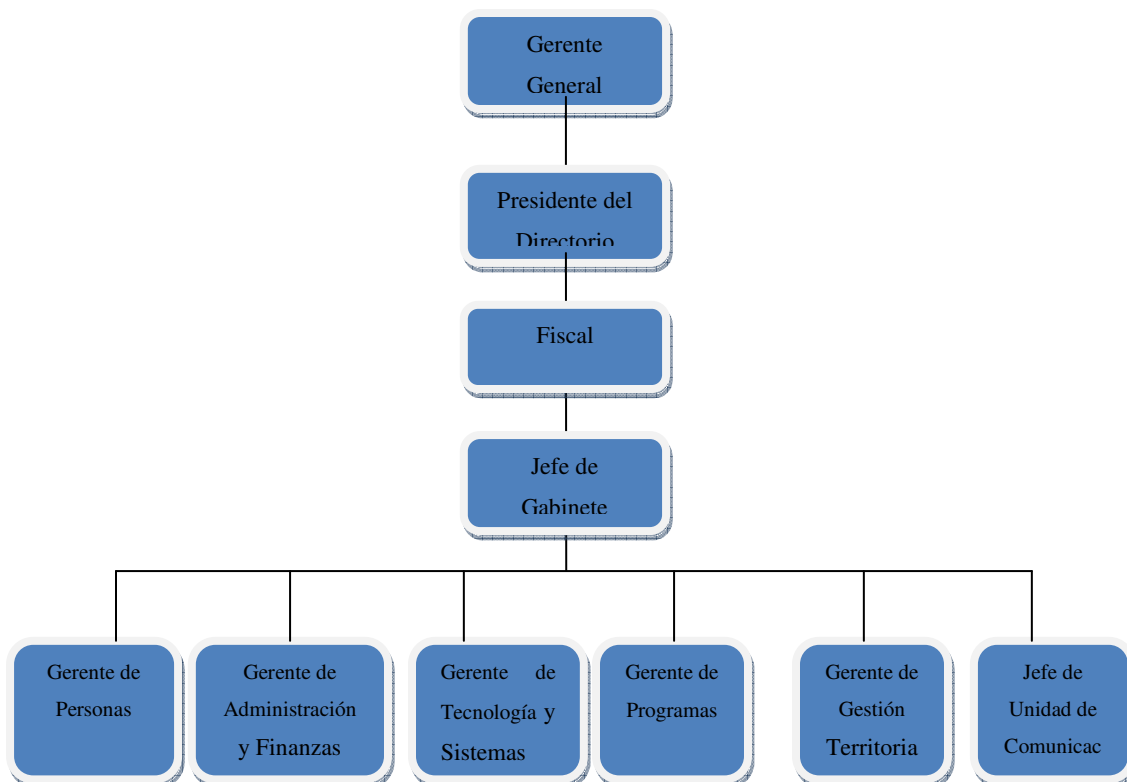 Gerente
General
Presidente del
Directorio
Fiscal
Jefe de
Gabinete
Gerente de
Personas
Gerente de
Administración
y Finanzas
Gerente de
Tecnología y
Sistemas
Gerente de
Programas
Gerente de
Gestión
Territoria
Jefe de
Unidad de
Comunicac